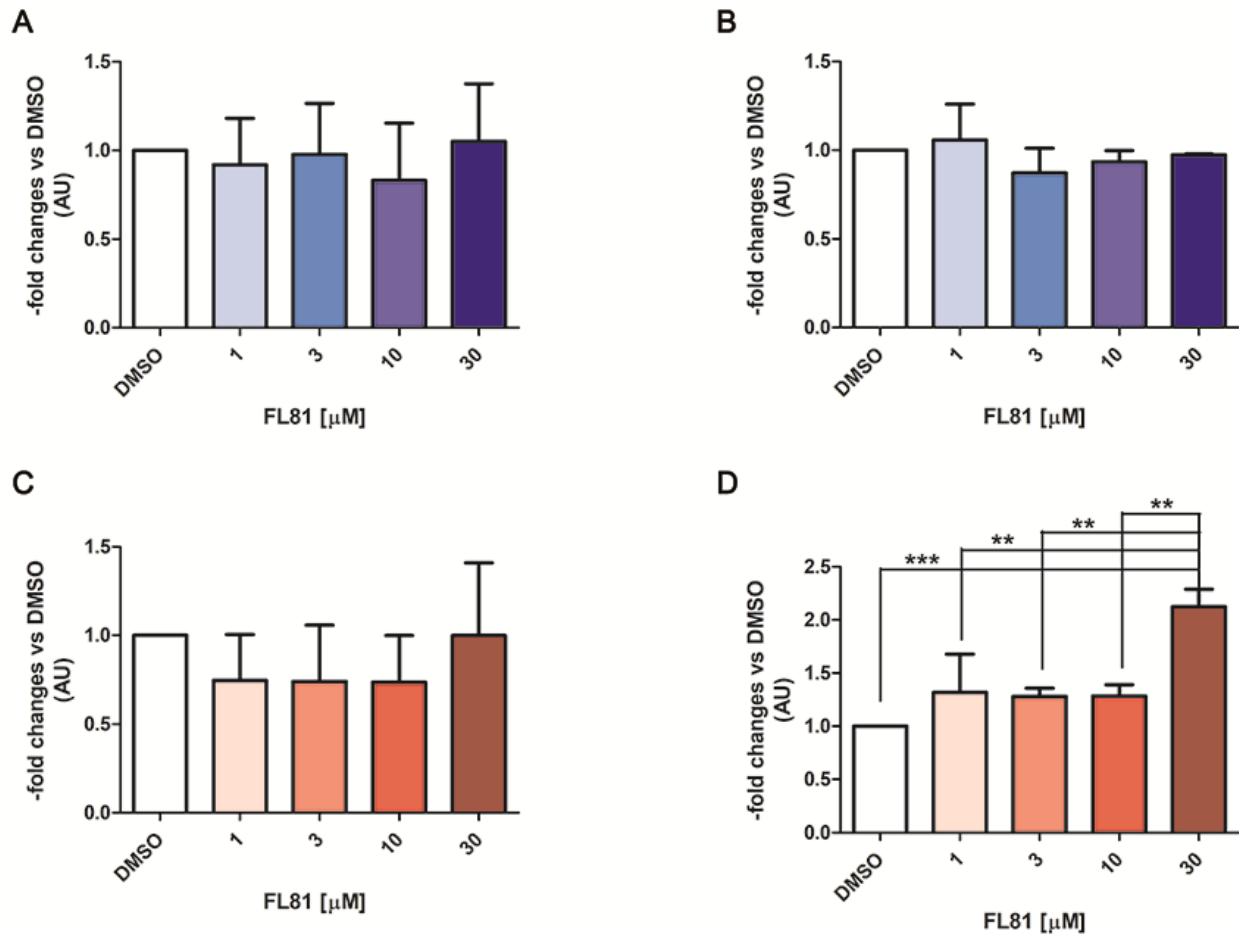 A
-fold changes vs DMSO
(AU)
1.5
1.0
0.5
0.0
DMSO
1
3
10
30
FL81 [μM]
B
-fold changes vs DMSO
(AU)
1.5
1.0
0.5
0.0
DMSO
1
3
10
30
FL81 [μM]
C
-fold changes vs DMSO
(AU)
1.5
1.0
0.5
0.0
DMSO
1
3
10
30
FL81 [μM]
D
**
**
**
***
-fold changes vs DMSO
(AU)
2.5
2.0
1.5
1.0
0.5
0.0
DMSO
1
3
10
30
FL81 [μM]